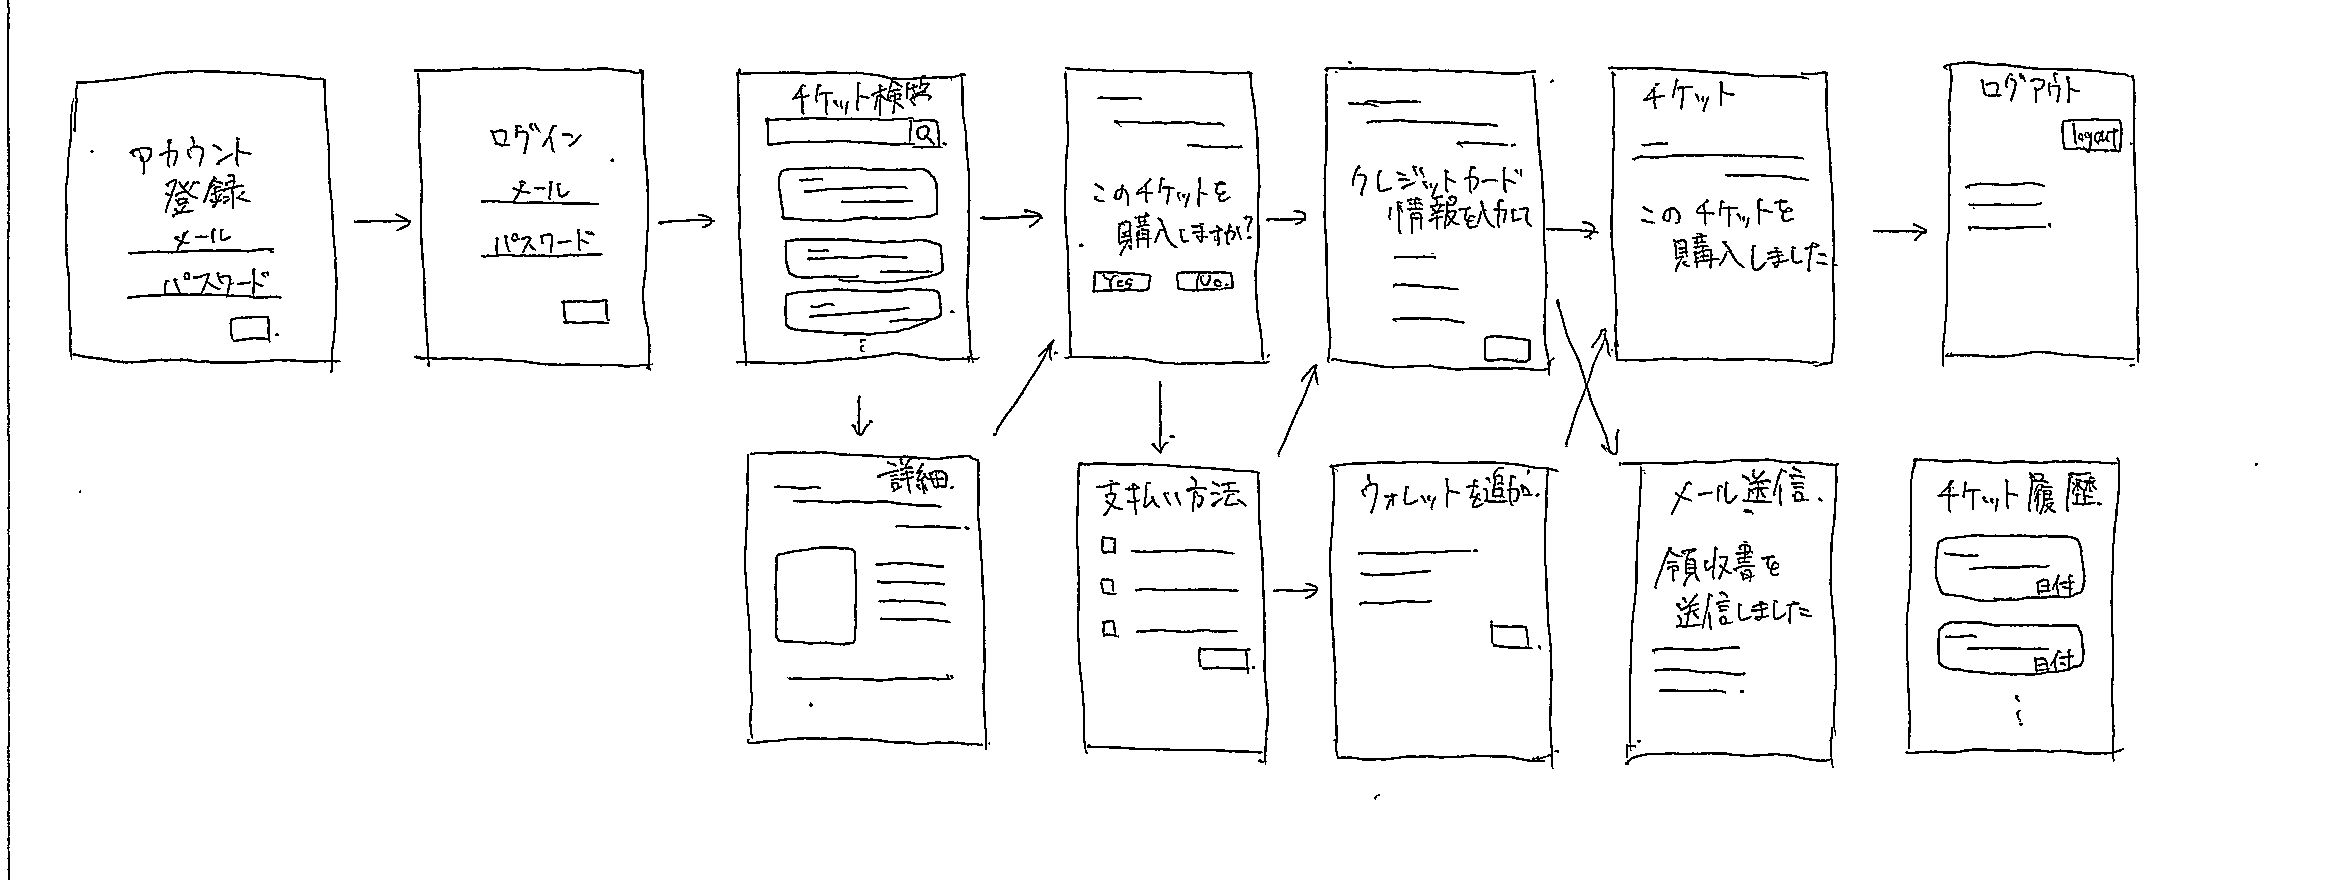 アカウント
登録
メール
パスワード
ログイン
メール
パスワード
チケット検索
このチケットを
購入しますか?
Yes
No.
クレジットカード
情報を入力して
チケット
このチケットを
購入しました
ログアウト
logout
詳細.
支払い方法
ウォレットを追加.
メール送信.
領収書を
送信しました
チケット履歴.
日付
日付